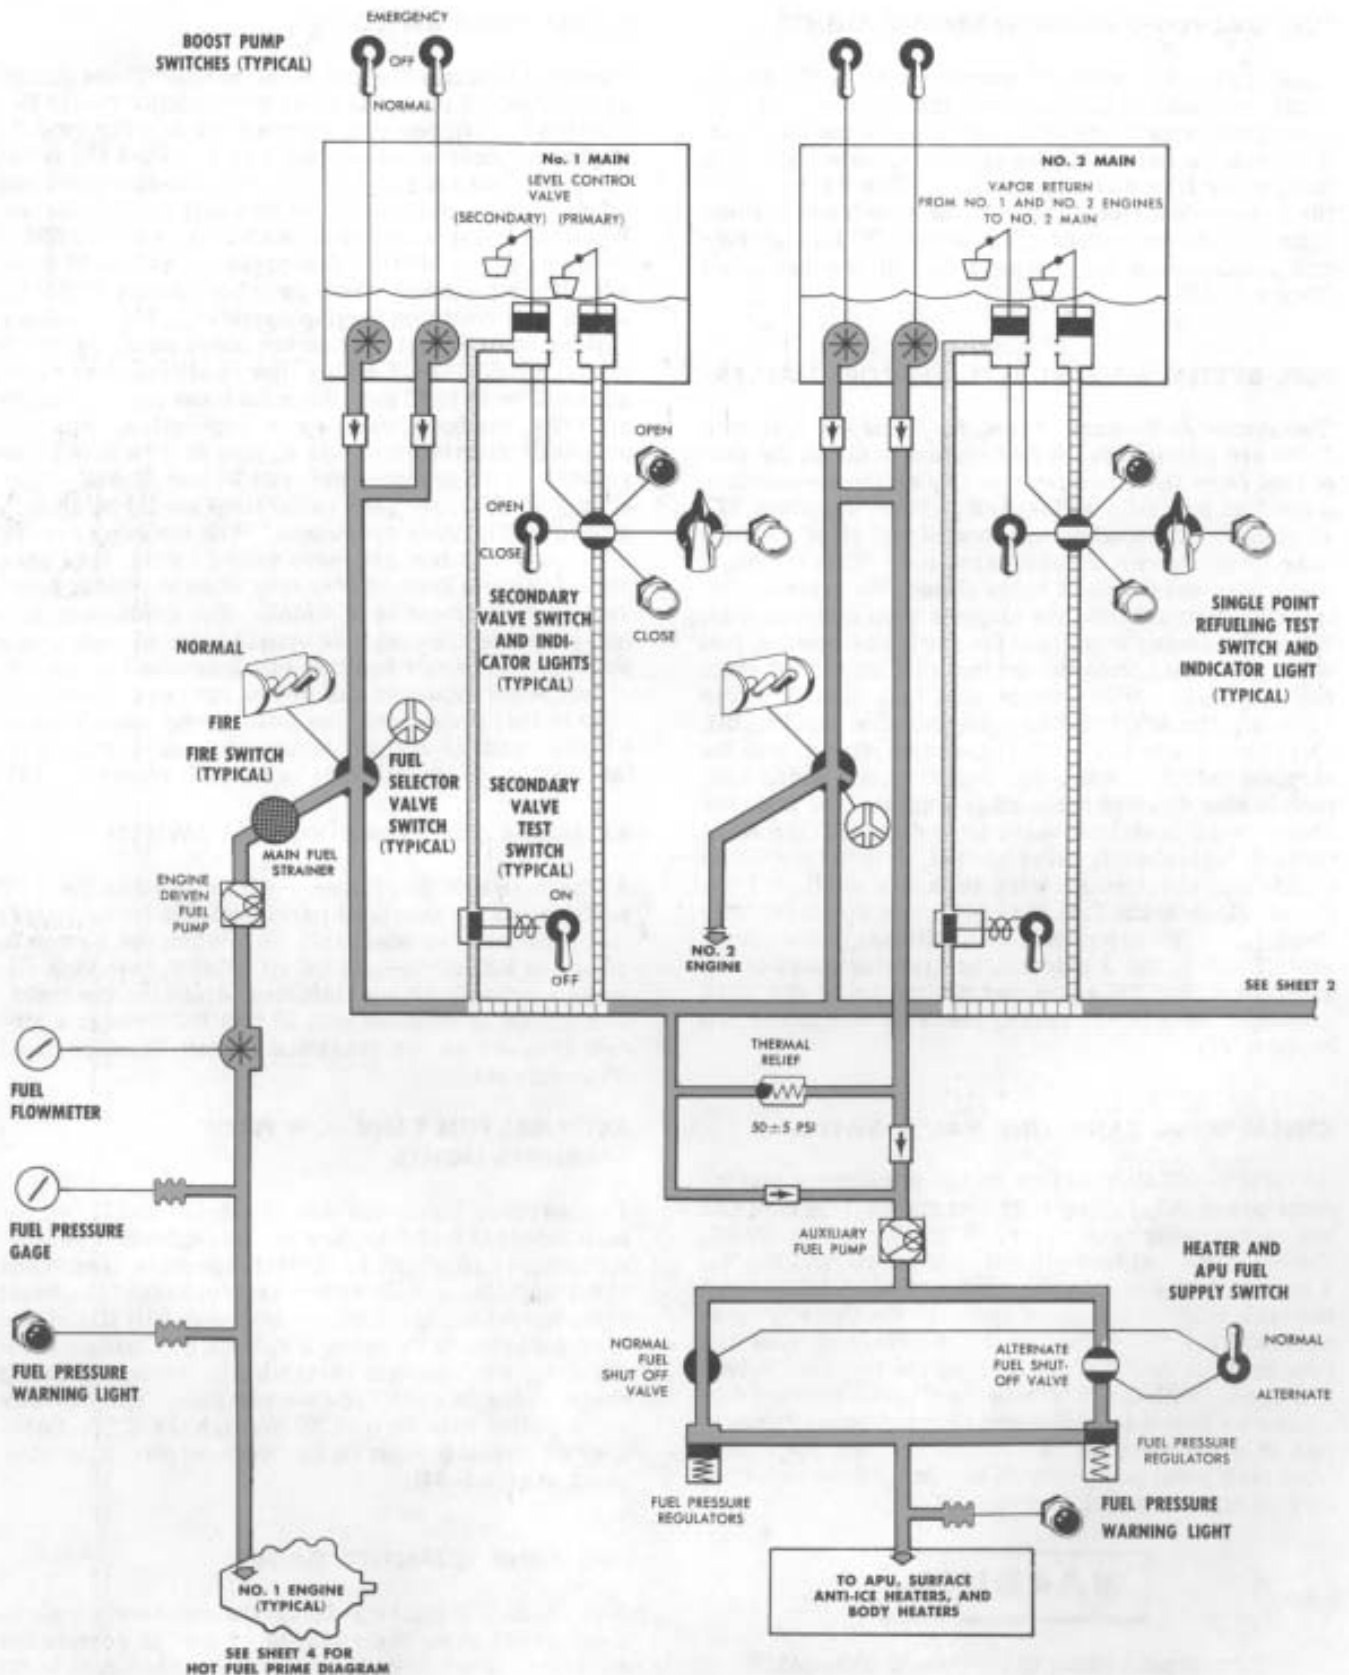 EMERGENCY
BOOST PUMP
SWITCHES (TYPICAL)
OFF
NORMAL
No. 1 MAIN
LEVEL CONTROL
VALVE
(SECONDARY) (PRIMARY)
NO. 2 MAIN
VAPOR RETURN
FROM NO. 1 AND NO. 2 ENGINES
TO NO. 2 MAIN
OPEN
OPEN
CLOSE
CLOSE
SECONDARY
VALVE SWITCH
AND INDI-
CATOR LIGHTS
(TYPICAL)
SINGLE POINT
REFUELING TEST
SWITCH AND
INDICATOR LIGHT
(TYPICAL)
NORMAL
FIRE
FIRE SWITCH
(TYPICAL)
FUEL
SELECTOR
VALVE
SWITCH
(TYPICAL)
SECONDARY
VALVE
TEST
SWITCH
(TYPICAL)
ON
OFF
MAIN FUEL
STRAINER
ENGINE
DRIVEN
FUEL
PUMP
NO. 2
ENGINE
SEE SHEET 2
THERMAL
RELIEF
50±5 PSI
FUEL
FLOWMETER
FUEL PRESSURE
GAGE
AUXILIARY
FUEL PUMP
HEATER AND
APU FUEL
SUPPLY SWITCH
NORMAL
FUEL
SHUT OFF
VALVE
ALTERNATE
FUEL SHUT-
OFF VALVE
NORMAL
ALTERNATE
FUEL PRESSURE
WARNING LIGHT
FUEL PRESSURE
REGULATORS
FUEL PRESSURE
REGULATORS
FUEL PRESSURE
WARNING LIGHT
NO. 1 ENGINE
(TYPICAL)
TO APU, SURFACE
ANTI-ICE HEATERS, AND
BODY HEATERS
SEE SHEET 4 FOR
HOT FUEL PRIME DIAGRAM